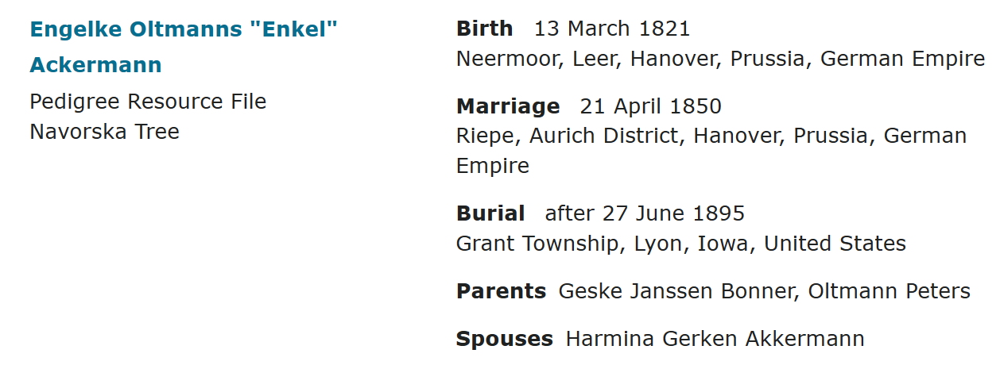 Engelke Oltmanns "Enkel"
Ackermann
Pedigree Resource File
Navorska Tree
Birth 13 March 1821
Neermoor, Leer, Hanover, Prussia, German Empire
Marriage 21 April 1850
Riepe, Aurich District, Hanover, Prussia, German
Empire
Burial after 27 June 1895
Grant Township, Lyon, Iowa, United States
Parents Geske Janssen Bonner, Oltmann Peters
Spouses Harmina Gerken Akkermann